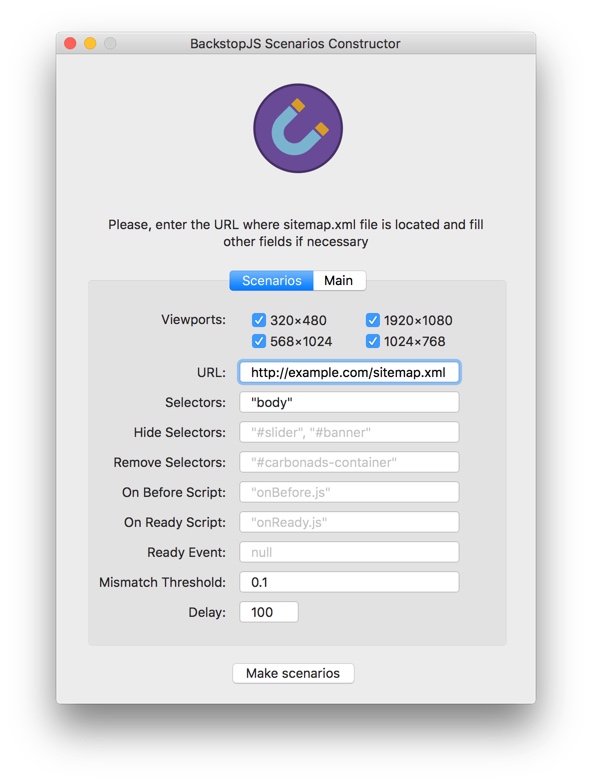 BackstopJS Scenarios Constructor
Please, enter the URL where sitemap.xml file is located and fill
other fields if necessary
Scenarios Main
Viewports: 320×480 1920×1080
568×1024 1024×768
URL: http://example.com/sitemap.xml
Selectors: "body"
Hide Selectors: "#slider", "#banner"
Remove Selectors: "#carbonads-container"
On Before Script: "onBefore.js"
On Ready Script: "onReady.js"
Ready Event: null
Mismatch Threshold: 0.1
Delay: 100
Make scenarios